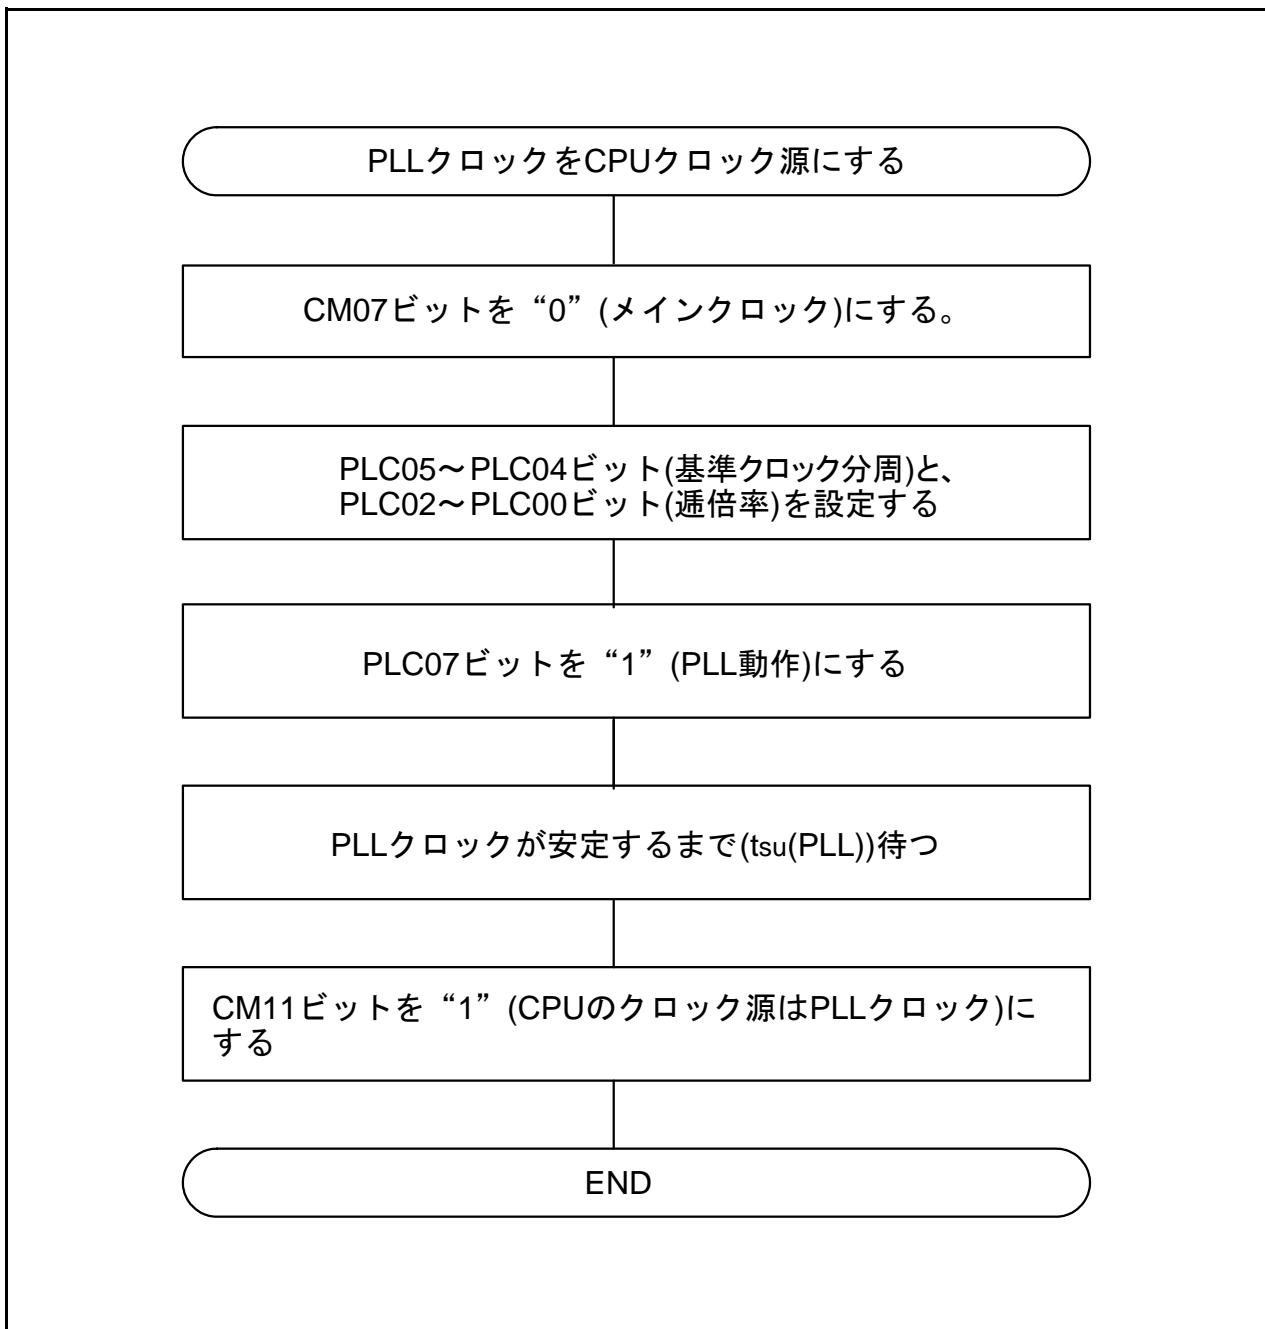 PLLクロックをCPUクロック源にする
CM07ビットを“0”(メインクロック)にする。
PLC05～PLC04ビット(基準クロック分周)と、
PLC02～PLC00ビット(逓倍率)を設定する
PLC07ビットを“1”(PLL動作)にする
PLLクロックが安定するまで(tsu(PLL))待つ
CM11ビットを“1”(CPUのクロック源はPLLクロック)に
する
END